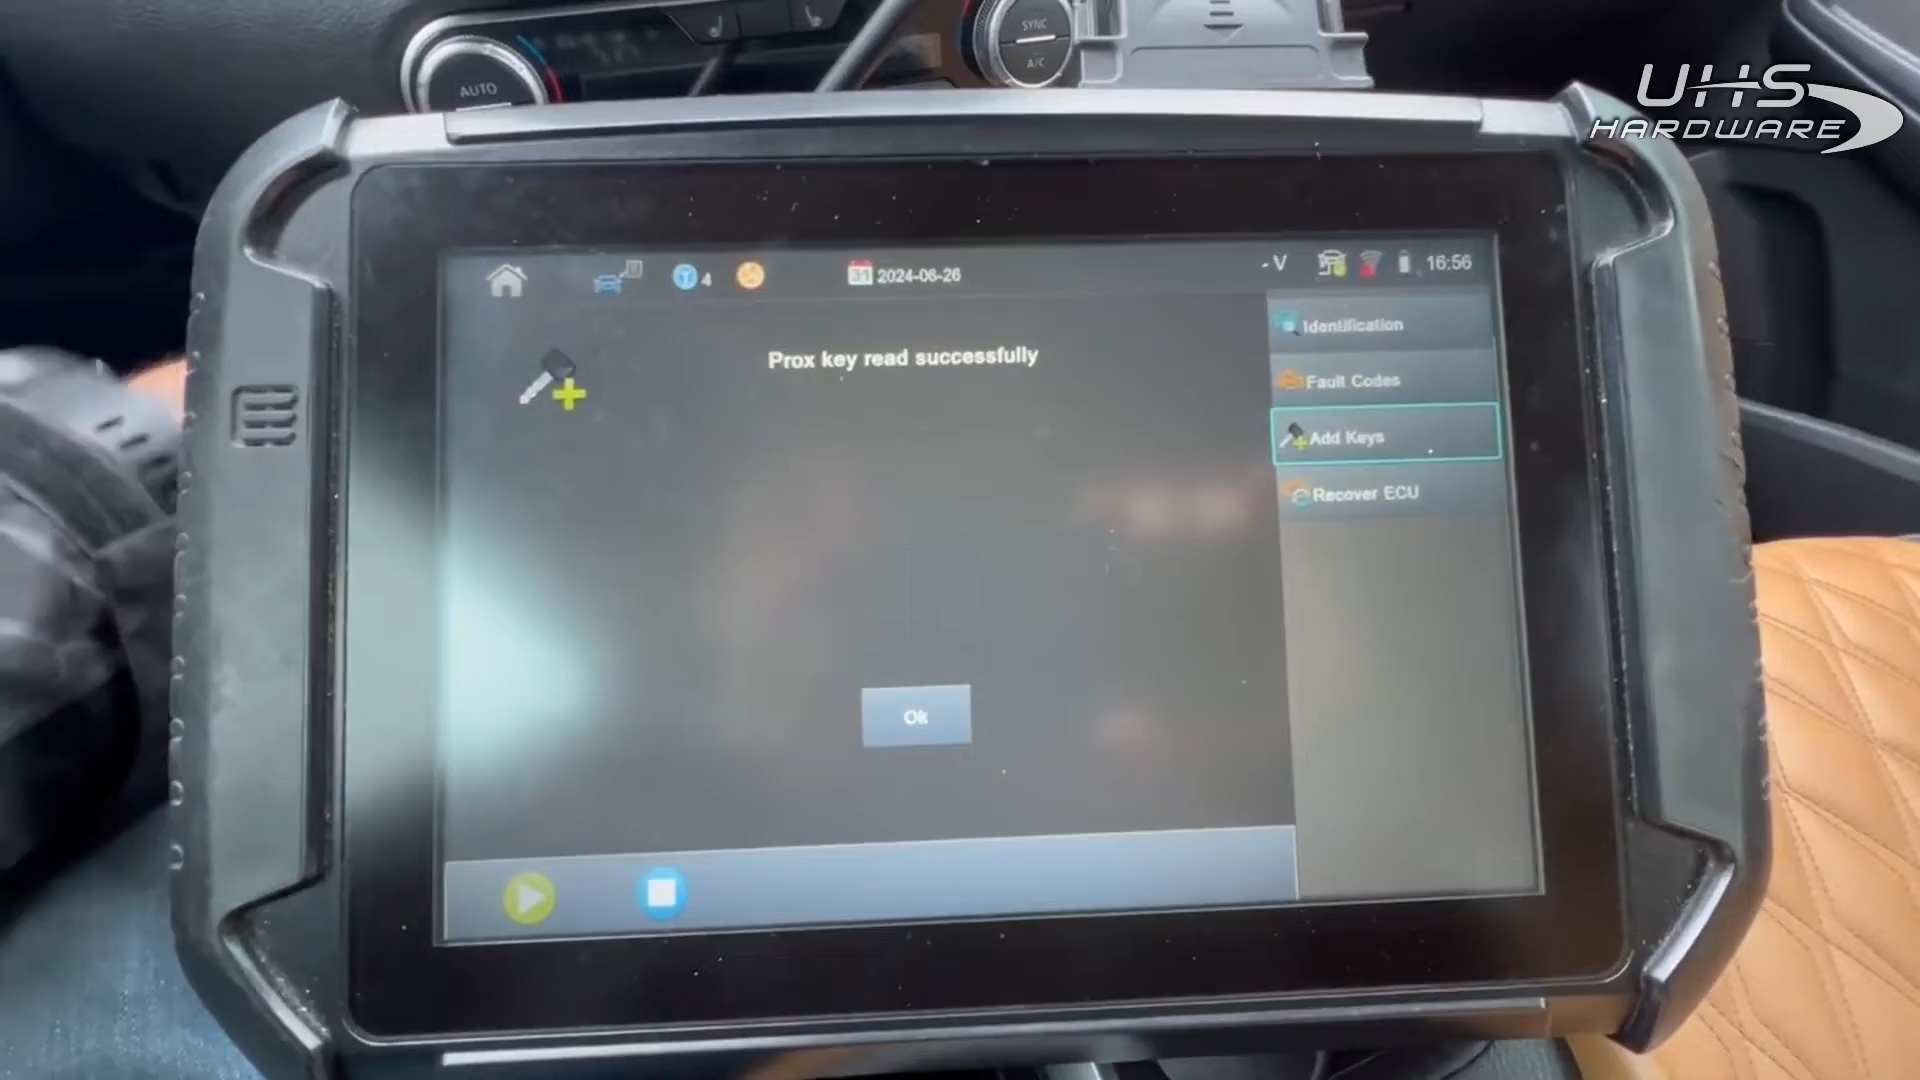 SYNC
A/C
AUTO
UHS
HARDWARE
4
31 2024-06-26
-V
16:56
Prox key read successfully
Identification
Fault Codes
Add Keys
Recover ECU
Ok